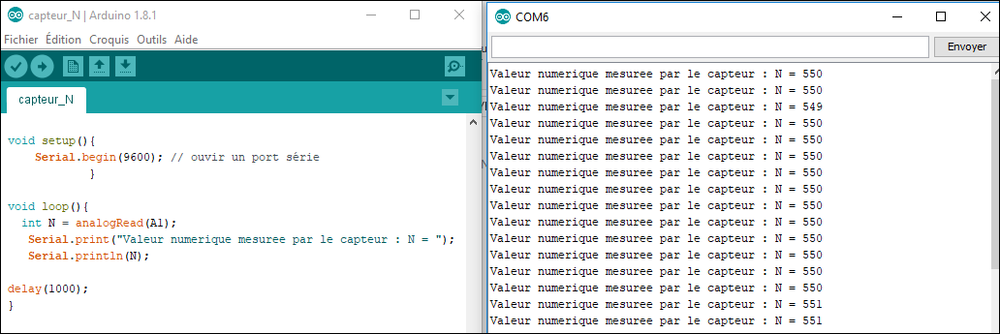 capteur_N | Arduino 1.8.1
Fichier Édition Croquis Outils Aide
capteur_N
void setup(){
Serial.begin(9600); // ouvir un port série
}
void loop(){
int N = analogRead(A1);
Serial.print("Valeur numerique mesuree par le capteur : N = ");
Serial.println(N);
delay(1000);
}
COM6
Envoyer
Valeur numerique mesuree par le capteur : N = 550
Valeur numerique mesuree par le capteur : N = 550
Valeur numerique mesuree par le capteur : N = 549
Valeur numerique mesuree par le capteur : N = 550
Valeur numerique mesuree par le capteur : N = 550
Valeur numerique mesuree par le capteur : N = 550
Valeur numerique mesuree par le capteur : N = 550
Valeur numerique mesuree par le capteur : N = 550
Valeur numerique mesuree par le capteur : N = 550
Valeur numerique mesuree par le capteur : N = 550
Valeur numerique mesuree par le capteur : N = 550
Valeur numerique mesuree par le capteur : N = 550
Valeur numerique mesuree par le capteur : N = 550
Valeur numerique mesuree par le capteur : N = 550
Valeur numerique mesuree par le capteur : N = 551
Valeur numerique mesuree par le capteur : N = 551